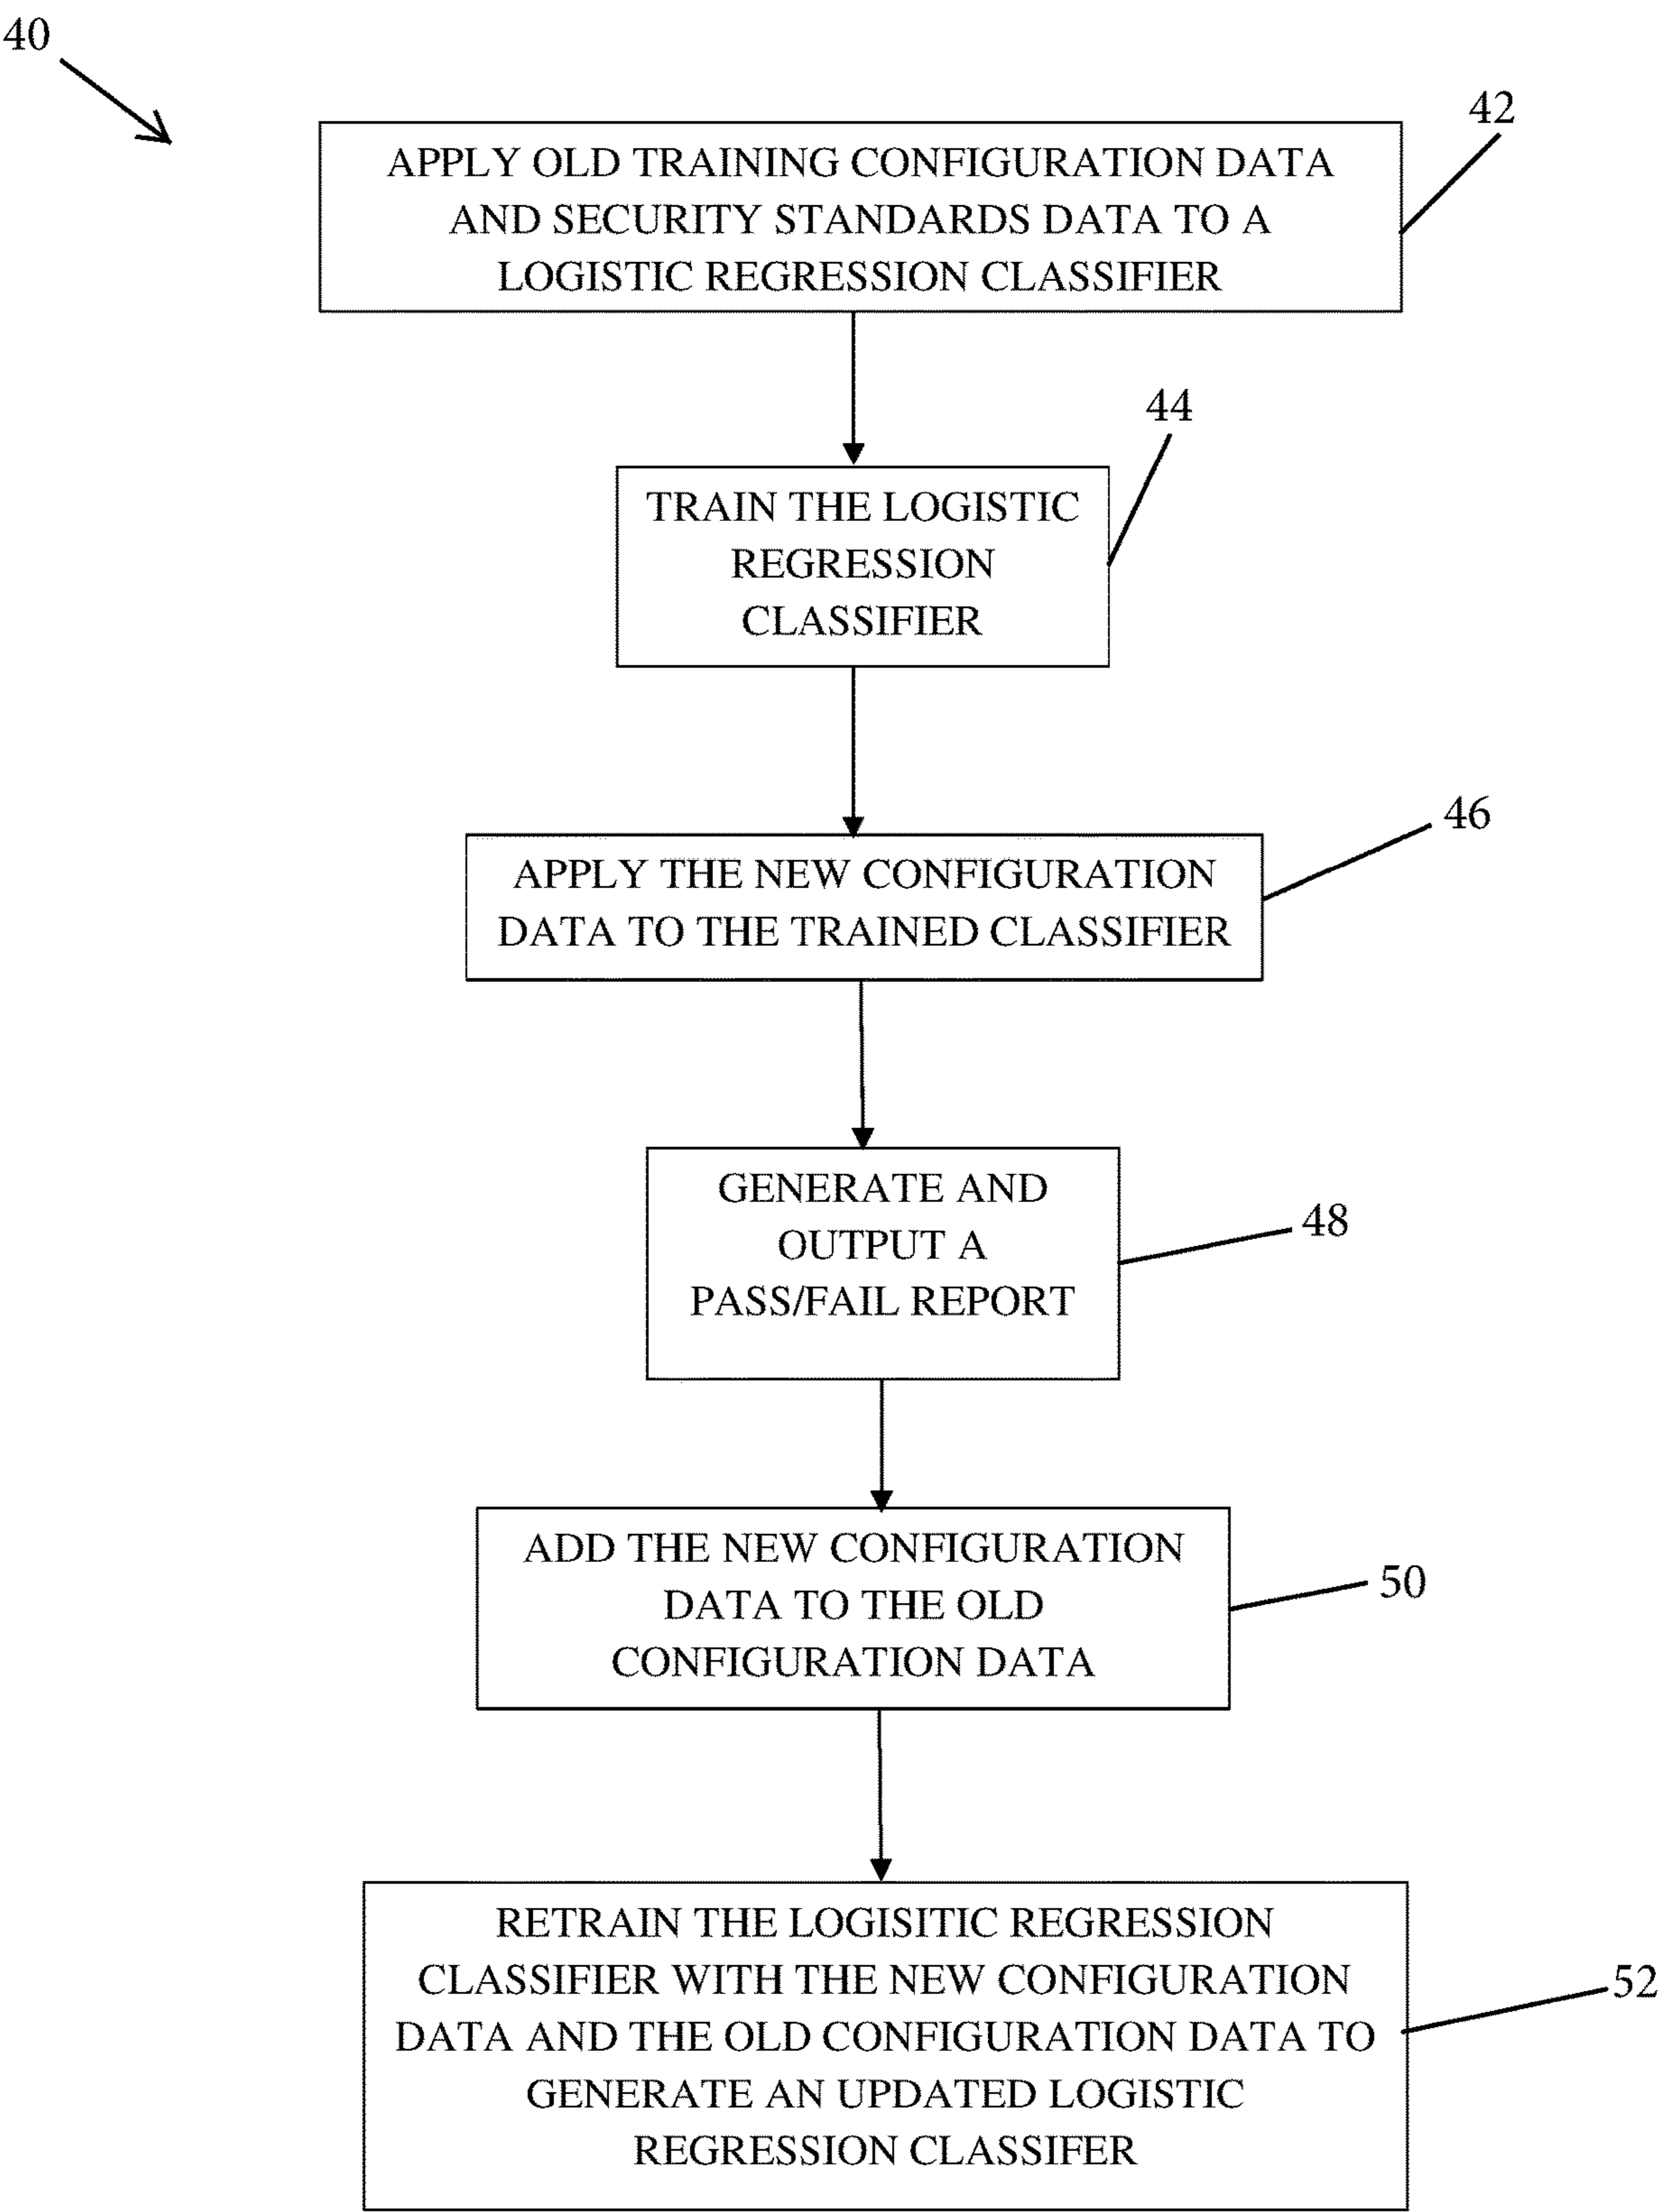 40
42
APPLY OLD TRAINING CONFIGURATION DATA
AND SECURITY STANDARDS DATA TO A
LOGISTIC REGRESSION CLASSIFIER
44
TRAIN THE LOGISTIC
REGRESSION
CLASSIFIER
46
APPLY THE NEW CONFIGURATION
DATA TO THE TRAINED CLASSIFIER
48
GENERATE AND
OUTPUT A
PASS/FAIL REPORT
50
ADD THE NEW CONFIGURATION
DATA TO THE OLD
CONFIGURATION DATA
52
RETRAIN THE LOGISITIC REGRESSION
CLASSIFIER WITH THE NEW CONFIGURATION
DATA AND THE OLD CONFIGURATION DATA TO
GENERATE AN UPDATED LOGISTIC
REGRESSION CLASSIFER